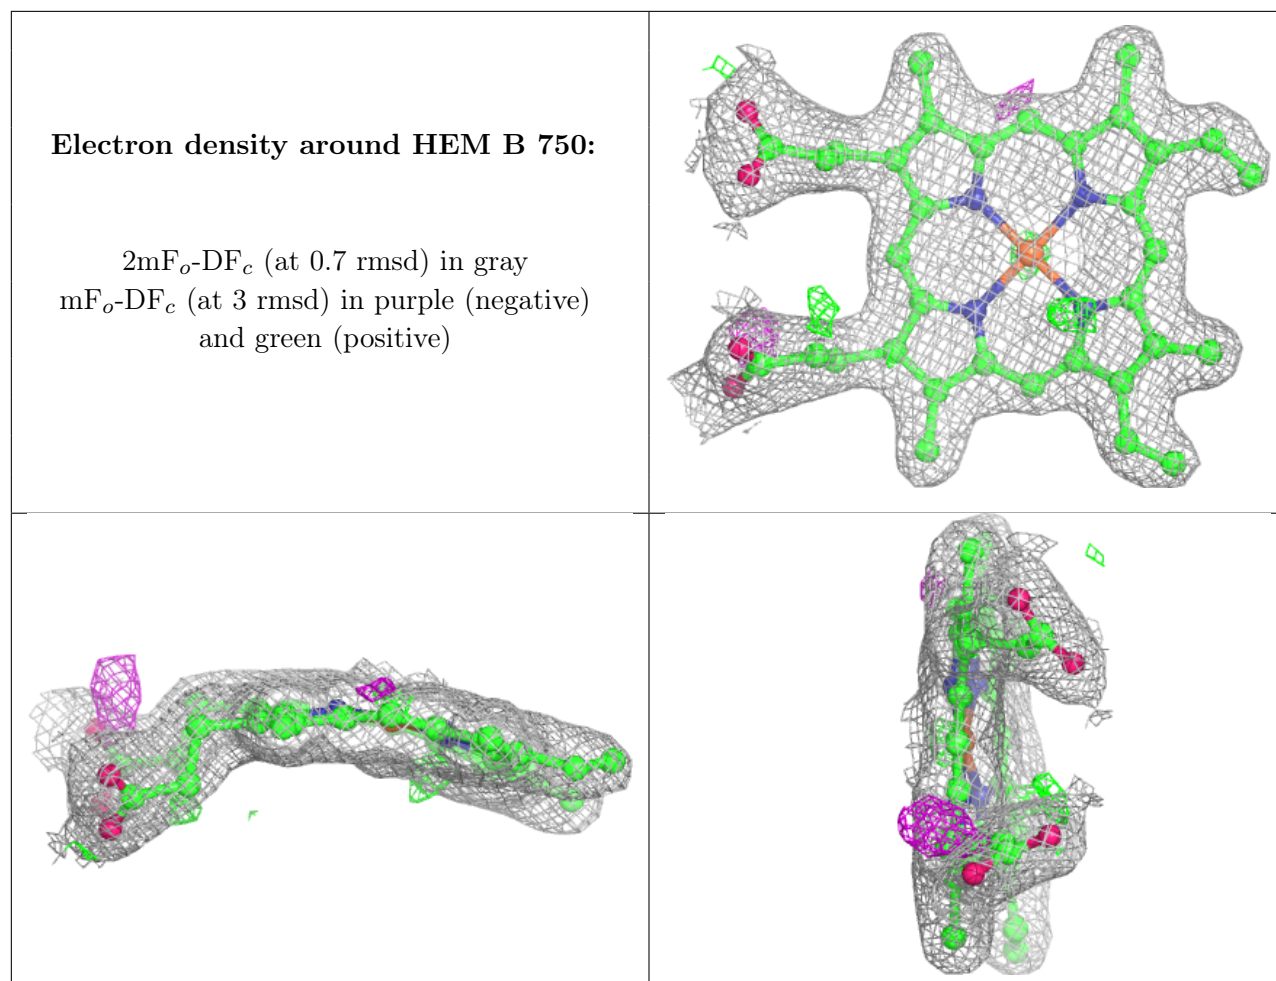 Electron density around HEM B 750:
2mFo-DFc (at 0.7 rmsd) in gray
mFo-DFc (at 3 rmsd) in purple (negative)
and green (positive)